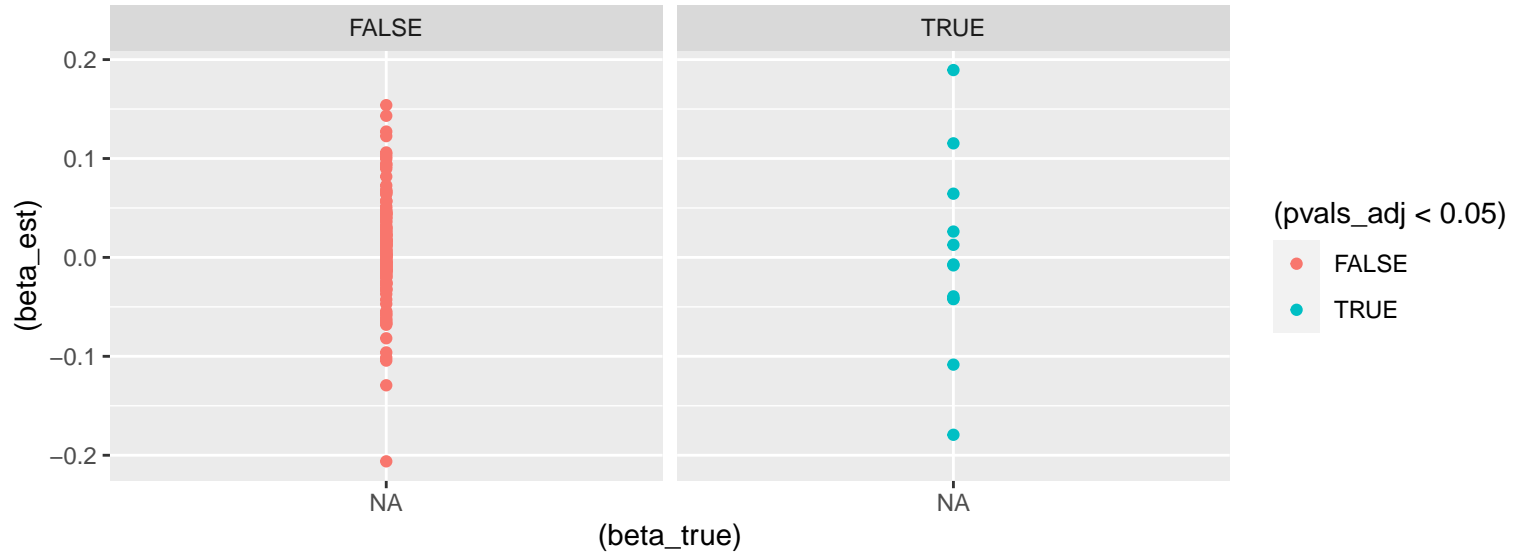 FALSE
TRUE
0.2
0.1
0.0
−0.1
−0.2
(beta_est)
NA
NA
(beta_true)
(pvals_adj < 0.05)
FALSE
TRUE